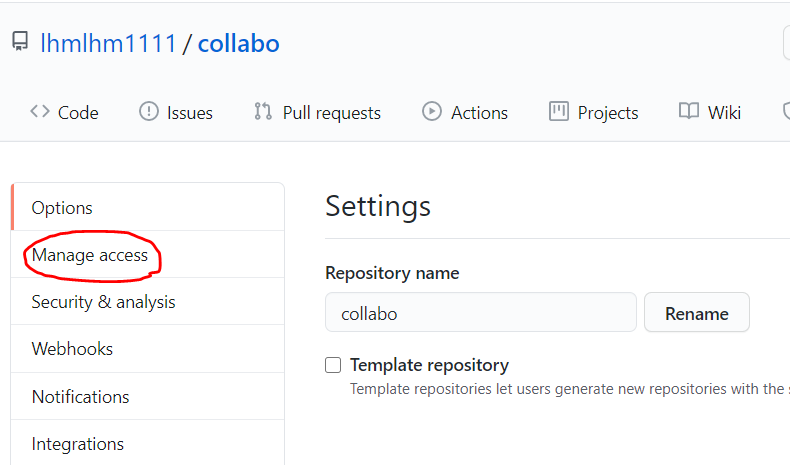 lhmlhm1111 / collabo
Code Issues Pull requests Actions Projects Wiki
Options
Manage access
Security & analysis
Webhooks
Notifications
Integrations
Settings
Repository name
collabo Rename
Template repository
Template repositories let users generate new repositories with the